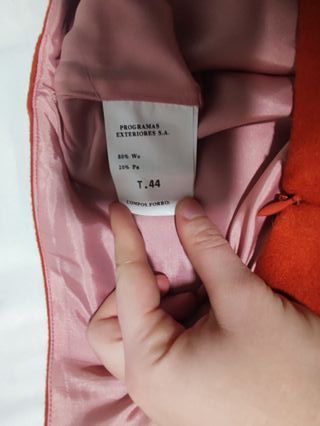 PROGRAMAS
EXTERIORES S.A.
80% Wo
20% Pa
T.44
COMPOS.FORRO.